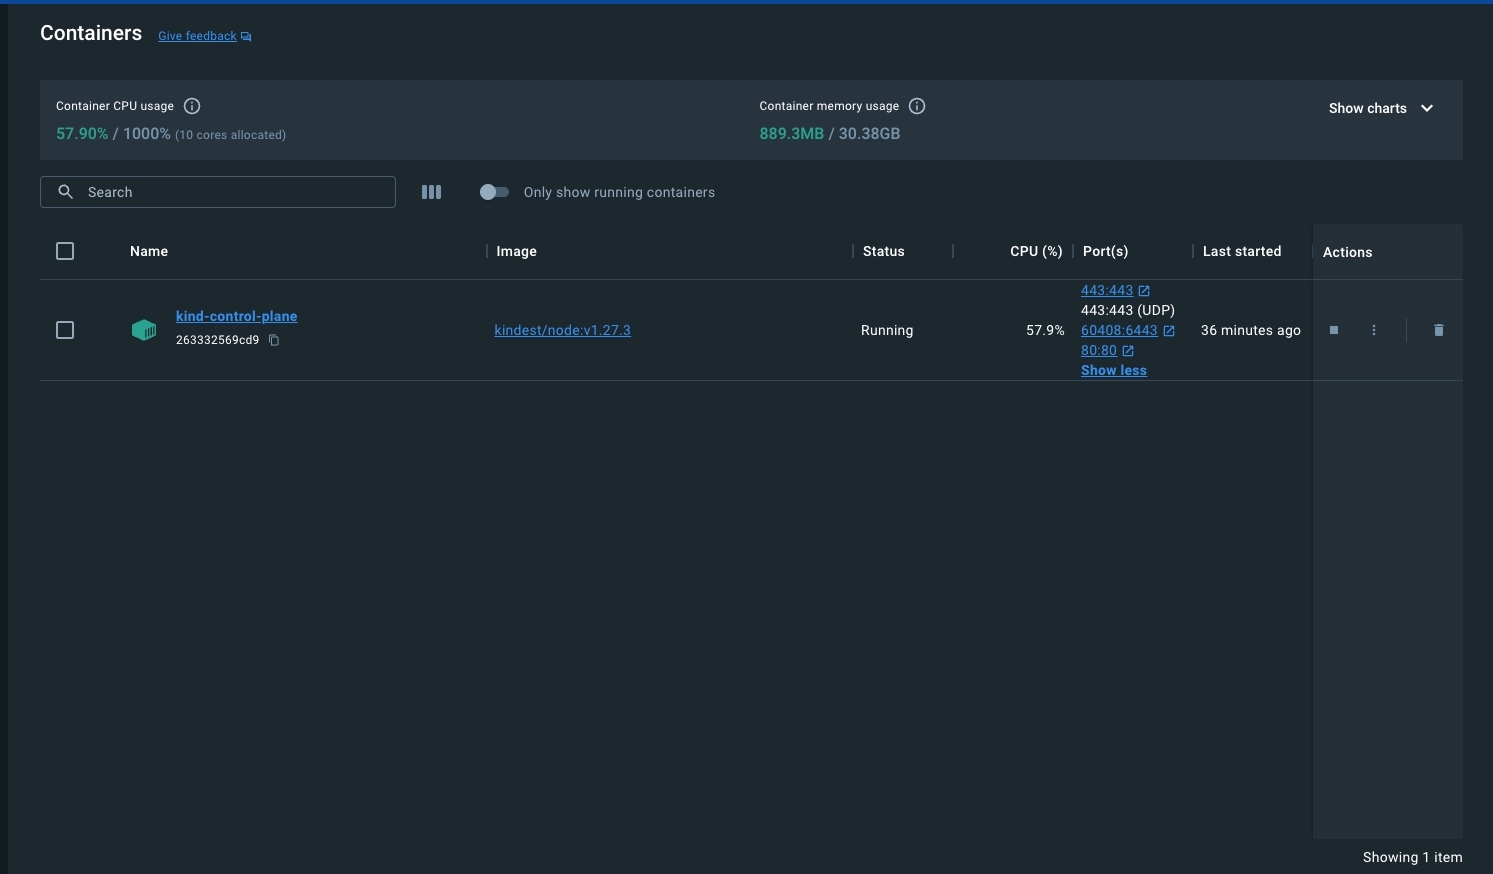 Containers Give feedback
Container CPU usage
57.90% / 1000% (10 cores allocated)
Container memory usage
889.3MB / 30.38GB
Show charts
Search
Only show running containers
Name Image Status CPU (%) Port(s) Last started Actions
kind-control-plane
263332569cd9
kindest/node:v1.27.3
Running
57.9%
443:443
443:443 (UDP)
60408:6443
80:80
Show less
36 minutes ago
Showing 1 item